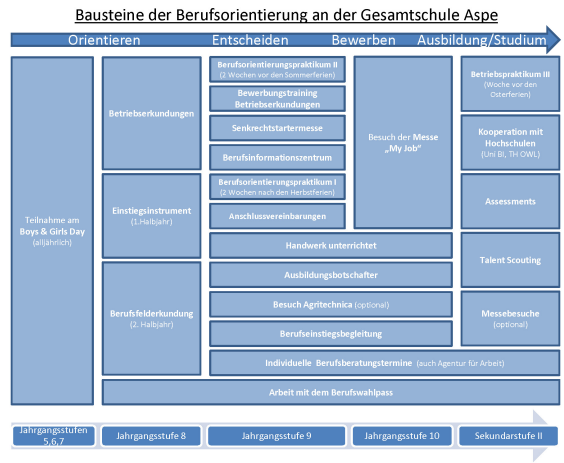 Bausteine der Berufsorientierung an der Gesamtschule Aspe
Orientieren
Entscheiden
Bewerben
Ausbildung/Studium
Teilnahme am
Boys & Girls Day
(alljährlich)
Betriebserkundungen
Einstiegsinstrument
(1.Halbjahr)
Berufsfelderkundung
(2. Halbjahr)
Berufsorientierungspraktikum II
(2 Wochen vor den Sommerferien)
Bewerbungstraining
Betriebserkundungen
Senkrechtstartermesse
Berufsinformationszentrum
Berufsorientierungspraktikum I
(2 Wochen nach den Herbstferien)
Anschlussvereinbarungen
Besuch der Messe
„My Job“
Handwerk unterrichtet
Ausbildungsbotschafter
Besuch Agritechnica (optional)
Berufseinstiegsbegleitung
Individuelle Berufsberatungstermine (auch Agentur für Arbeit)
Arbeit mit dem Berufswahlpass
Betriebspraktikum III
(Woche vor den
Osterferien)
Kooperation mit
Hochschulen
(Uni BI, TH OWL)
Assessments
Talent Scouting
Messebesuche
(optional)
Jahrgangsstufen
5,6,7
Jahrgangsstufe 8
Jahrgangsstufe 9
Jahrgangsstufe 10
Sekundarstufe II